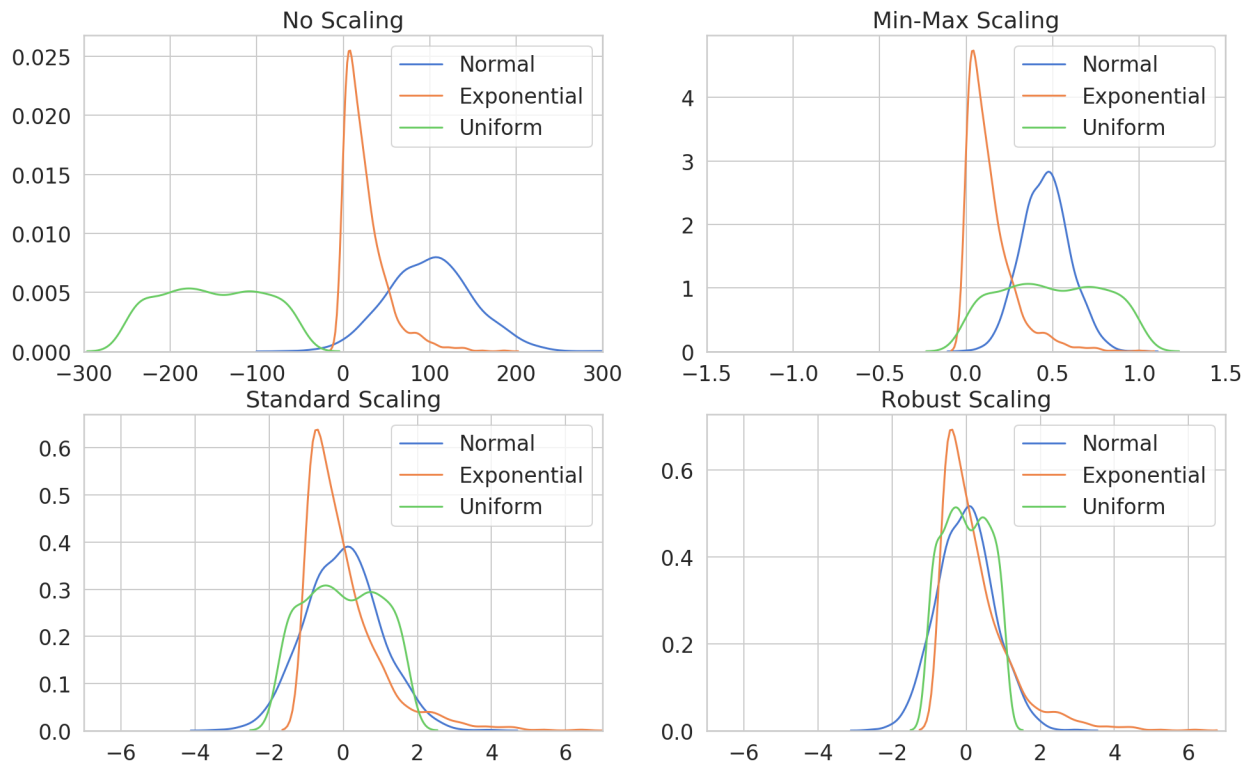 No Scaling
0.025
0.020
0.015
0.010
0.005
0.000
−300 −200 −100 0 100 200 300
Normal
Exponential
Uniform
Min-Max Scaling
4
3
2
1
0
−1.5 −1.0 −0.5 0.0 0.5 1.0 1.5
Normal
Exponential
Uniform
Standard Scaling
0.6
0.5
0.4
0.3
0.2
0.1
0.0
−6 −4 −2 0 2 4 6
Normal
Exponential
Uniform
Robust Scaling
0.6
0.4
0.2
0.0
−6 −4 −2 0 2 4 6
Normal
Exponential
Uniform